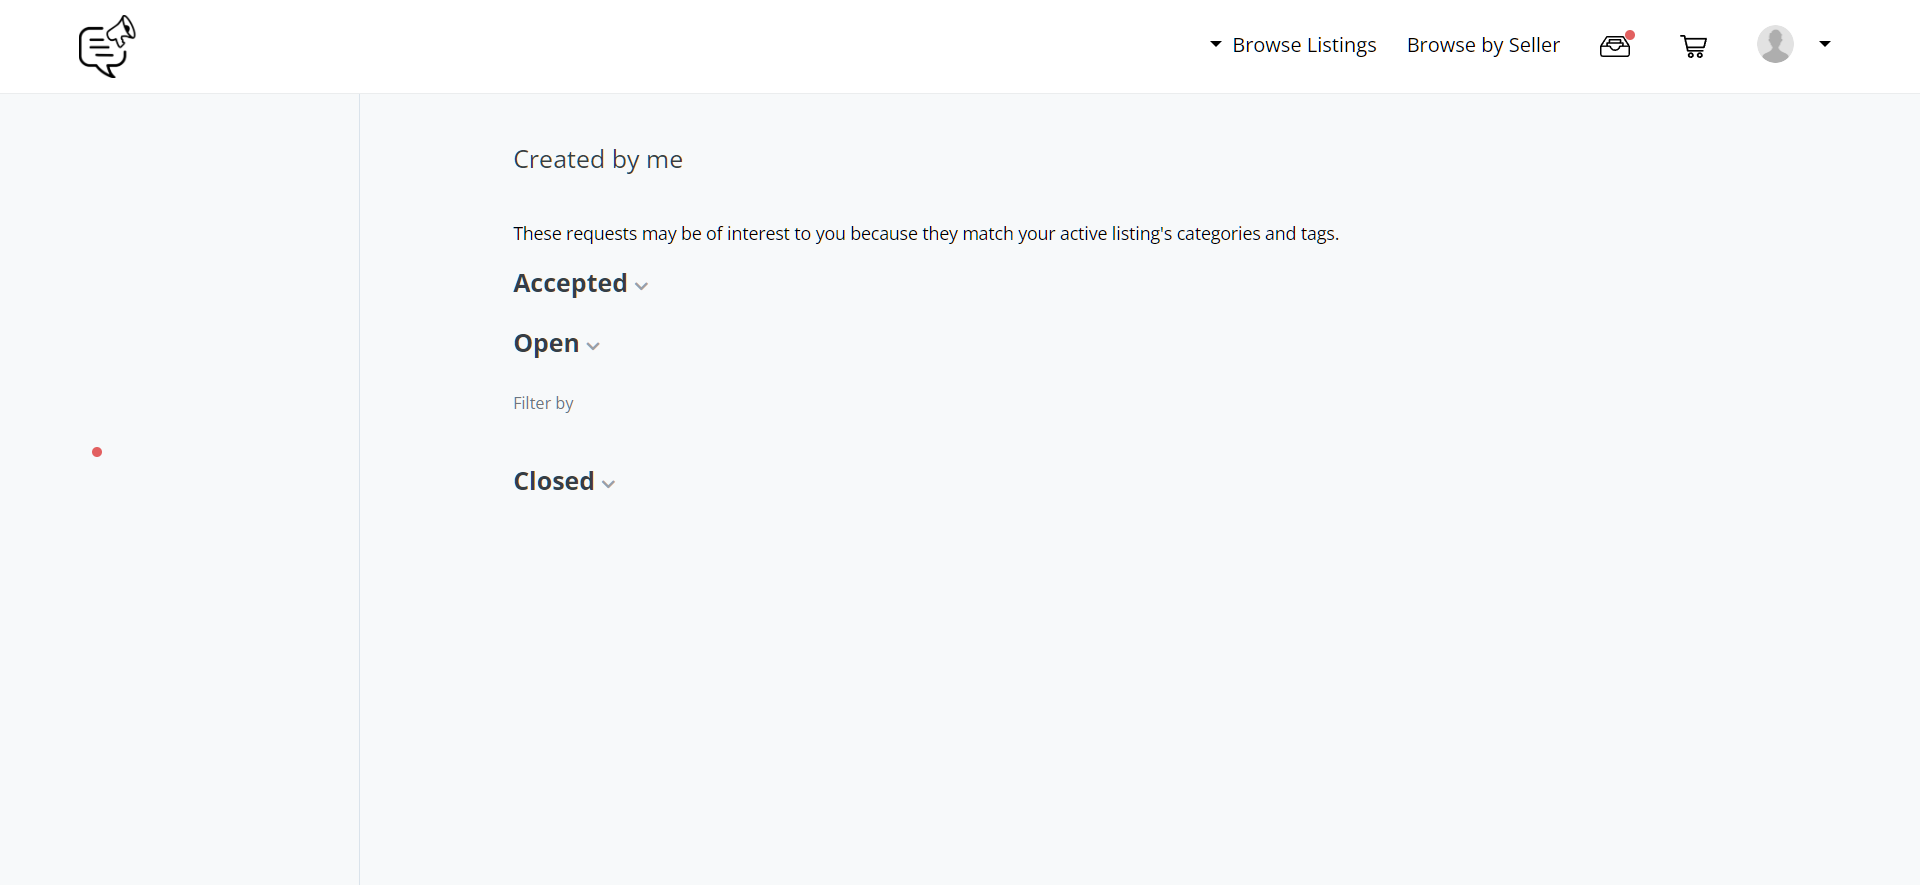 Browse Listings
Browse by Seller
Created by me
These requests may be of interest to you because they match your active listing's categories and tags.
Accepted
Open
Filter by
Closed